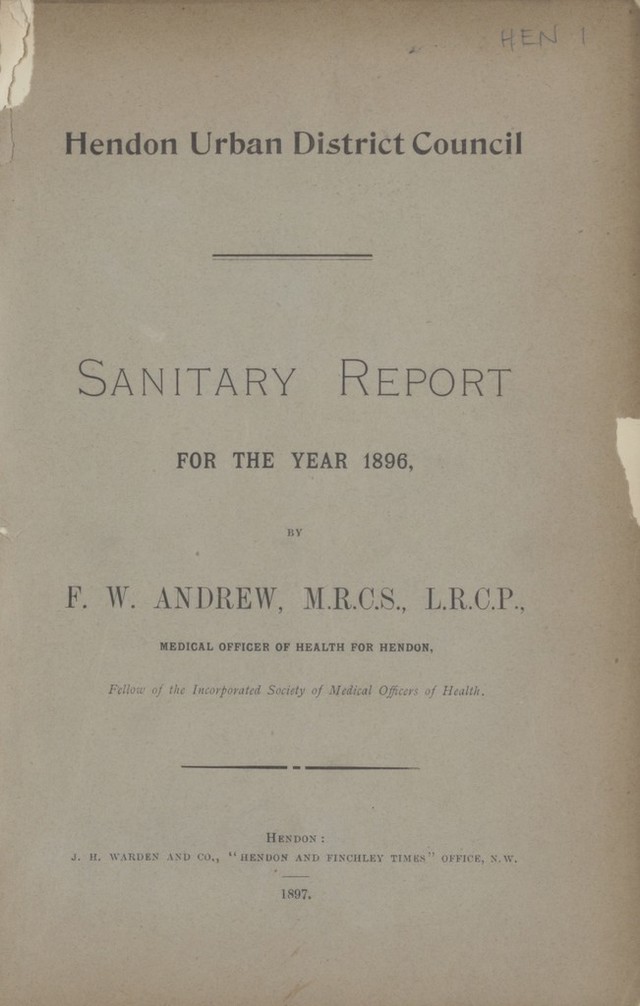 HEN 1
Hendon Urban District Council
SANITARY REPORT
FOR THE YEAR 1896,
BY
F. W. ANDREW, M.R.C.S., L.R.C.P.,
MEDICAL OFFICER OF HEALTH FOR HENDON,
Fellow of the Incorporated Society of Medical Officers of Health.
HENDON:
J. H. WARDEN AND CO., "HENDON AND FINCHLEY TIMES" OFFICE, N.W.
1897.